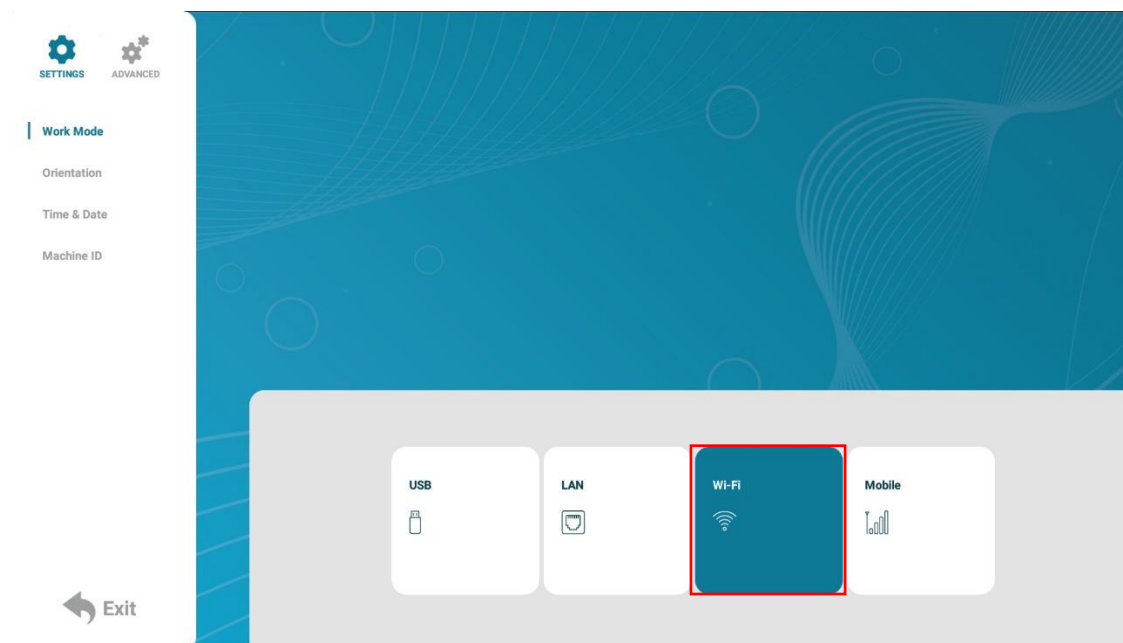 SETTINGS ADVANCED
Work Mode
Orientation
Time & Date
Machine ID
USB LAN Wi-Fi Mobile
Exit